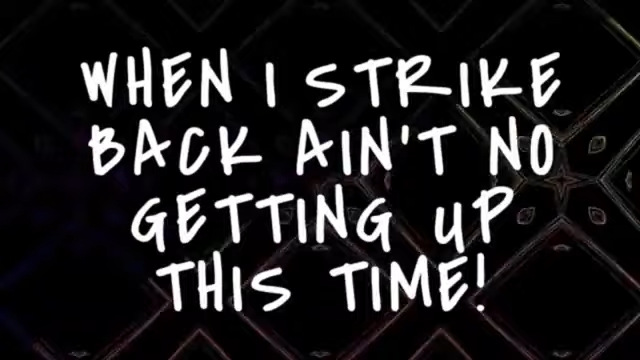 WHEN I STRIKE
BACK AIN'T NO
GETTING UP
THIS TIME!